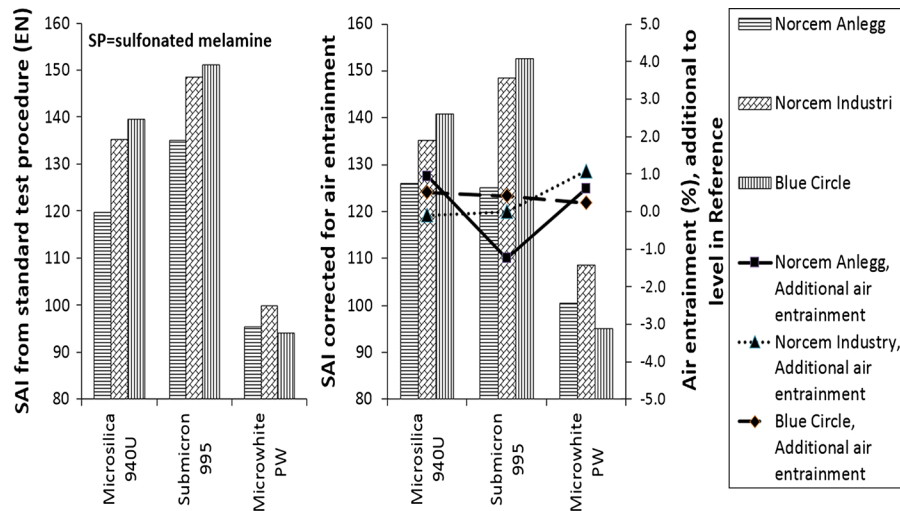 SAI from standard test procedure (EN)
160
150
140
130
120
110
100
90
80
SP=sulfonated melamine
Microsilica
940U
Submicron
995
Microwhite
PW
SAI corrected for air entrainment
160
150
140
130
120
110
100
90
80
5.0
4.0
3.0
2.0
1.0
0.0
-1.0
-2.0
-3.0
-4.0
-5.0
Air entrainment (%), additional to
level in Reference
Microsilica
940U
Submicron
995
Microwhite
PW
Norcem Anlegg
Norcem Industri
Blue Circle
Norcem Anlegg,
Additional air
entrainment
Norcem Industry,
Additional air
entrainment
Blue Circle,
Additional air
entrainment